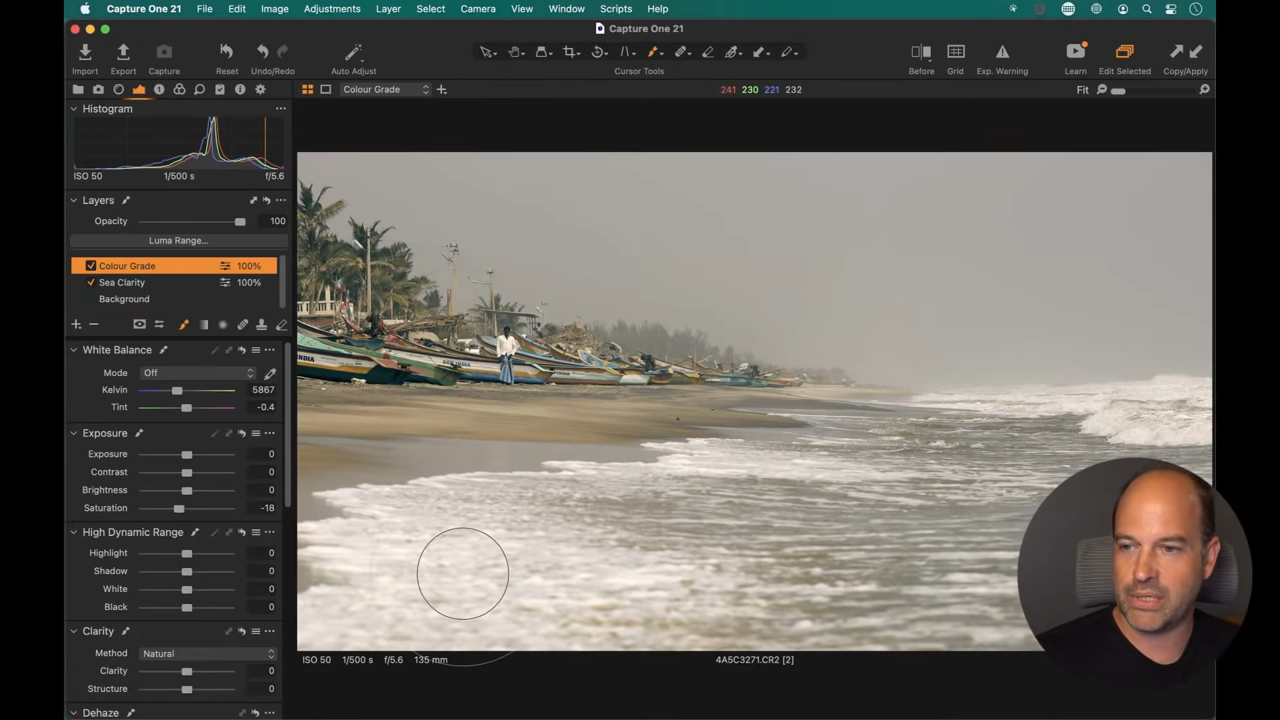 Capture One 21 File Edit Image Adjustments Layer Select Camera View Window Scripts Help
Capture One 21
Import Export Capture Reset Undo/Redo Auto Adjust Cursor Tools Before Grid Exp. Warning Learn Edit Selected Copy/Apply
Colour Grade 241 230 221 232 Fit
Histogram
ISO 50 1/500 s f/5.6
Layers
Opacity 100
Luma Range...
Colour Grade 100%
Sea Clarity 100%
Background
White Balance
Mode Off
Kelvin 5867
Tint -0.4
Exposure
Exposure 0
Contrast 0
Brightness 0
Saturation -18
High Dynamic Range
Highlight 0
Shadow 0
White 0
Black 0
Clarity
Method Natural
Clarity 0
Structure 0
Dehaze
INDIA
ISO 50 1/500 s f/5.6 135 mm 4A5C3271.CR2 [2]